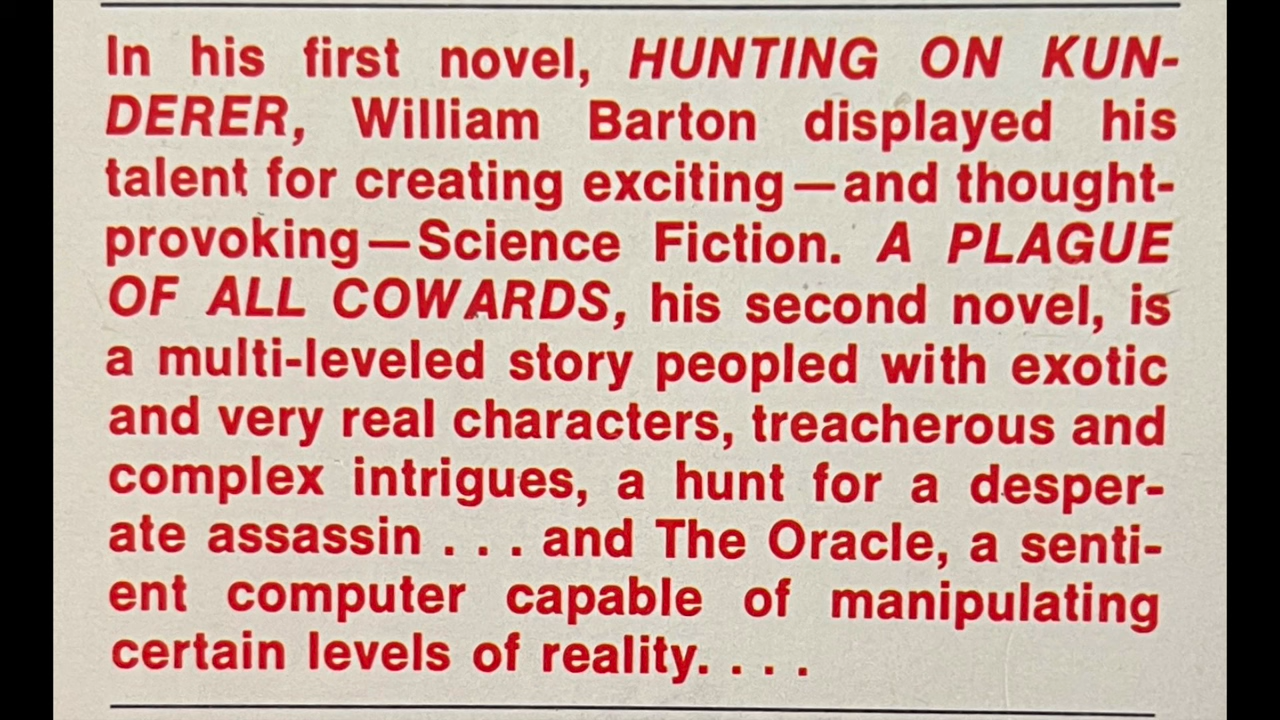 In his first novel, HUNTING ON KUN-
DERER, William Barton displayed his
talent for creating exciting—and thought-
provoking—Science Fiction. A PLAGUE
OF ALL COWARDS, his second novel, is
a multi-leveled story peopled with exotic
and very real characters, treacherous and
complex intrigues, a hunt for a desper-
ate assassin . . . and The Oracle, a senti-
ent computer capable of manipulating
certain levels of reality. . . .